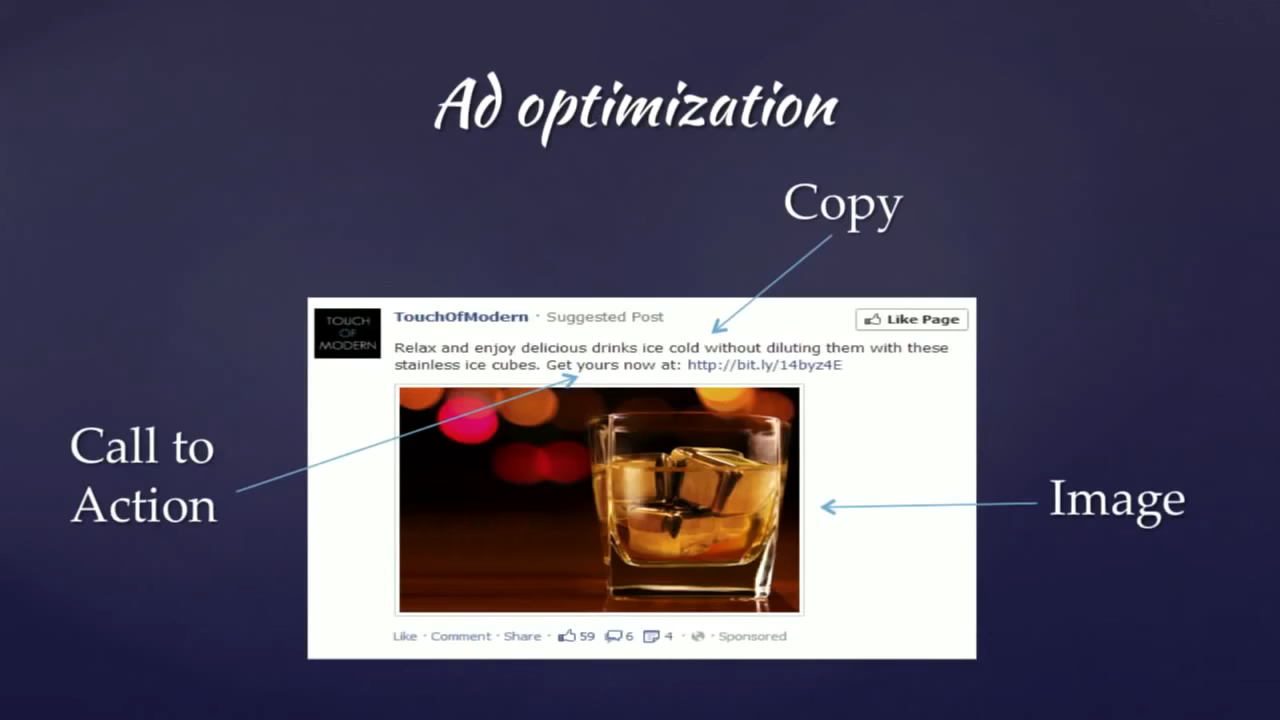 Ad optimization
Copy
TOUCH
OF
MODERN
TouchOfModern · Suggested Post
Like Page
Relax and enjoy delicious drinks ice cold without diluting them with these
stainless ice cubes. Get yours now at: http://bit.ly/14byz4E
Call to
Action
Image
Like · Comment · Share · 59 6 4 · · Sponsored